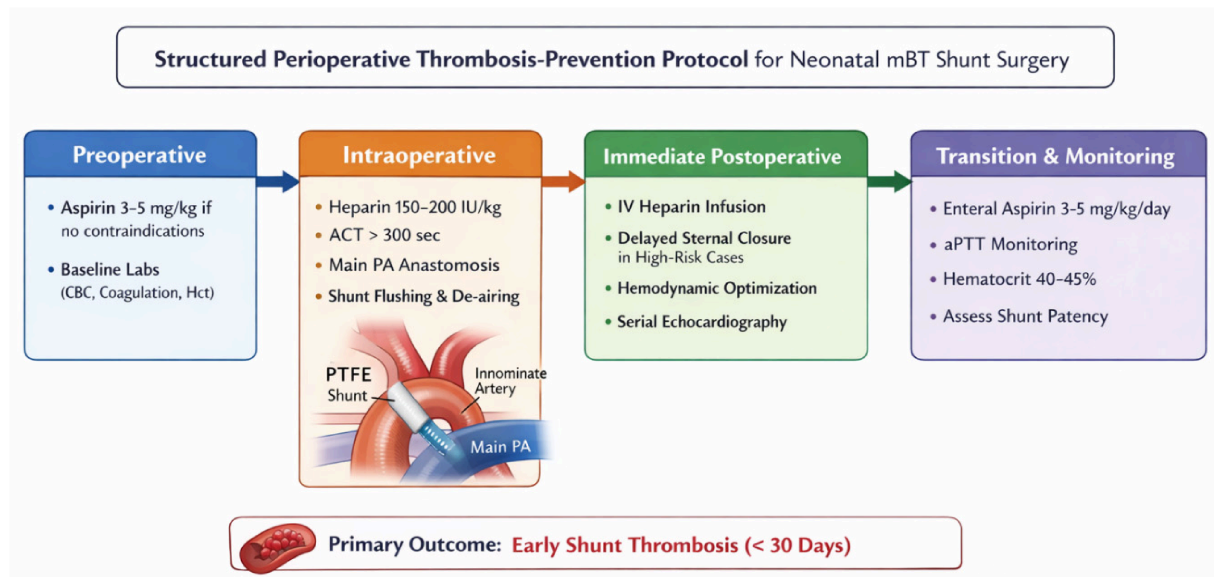 Structured Perioperative Thrombosis-Prevention Protocol for Neonatal mBT Shunt Surgery
Preoperative
• Aspirin 3–5 mg/kg if
no contraindications
• Baseline Labs
(CBC, Coagulation, Hct)
Intraoperative
• Heparin 150–200 IU/kg
• ACT > 300 sec
• Main PA Anastomosis
• Shunt Flushing & De-airing
PTFE
Shunt
Innominate
Artery
Main PA
Immediate Postoperative
• IV Heparin Infusion
• Delayed Sternal Closure
in High-Risk Cases
• Hemodynamic Optimization
• Serial Echocardiography
Transition & Monitoring
• Enteral Aspirin 3-5 mg/kg/day
• aPTT Monitoring
• Hematocrit 40–45%
• Assess Shunt Patency
Primary Outcome: Early Shunt Thrombosis (< 30 Days)